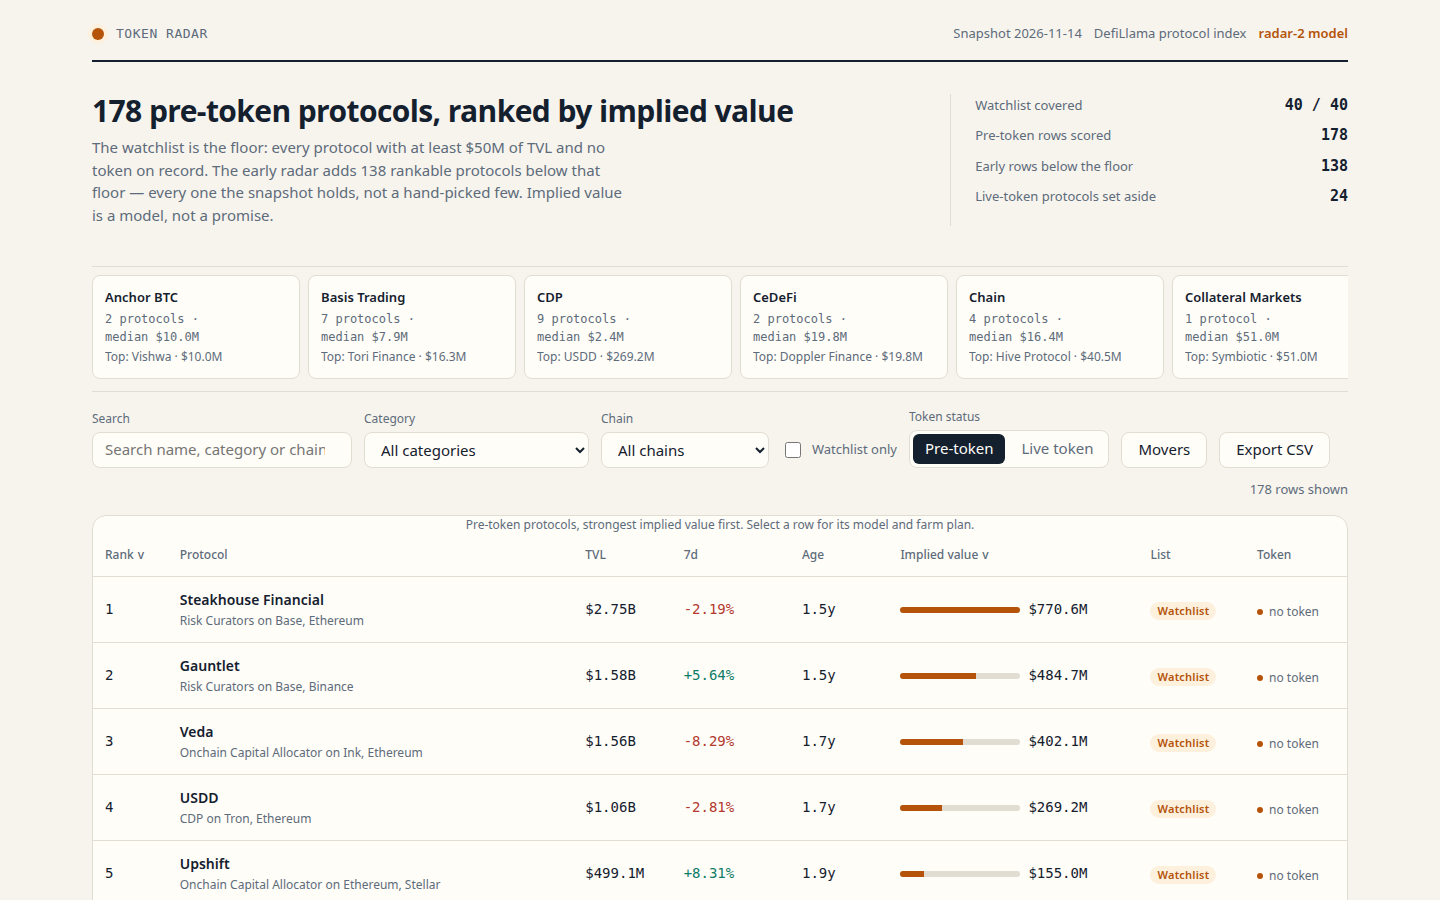 TOKEN RADAR
Snapshot 2026-11-14 DefiLlama protocol index radar-2 model
178 pre-token protocols, ranked by implied value
The watchlist is the floor: every protocol with at least $50M of TVL and no
token on record. The early radar adds 138 rankable protocols below that
floor — every one the snapshot holds, not a hand-picked few. Implied value
is a model, not a promise.
Watchlist covered 40 / 40
Pre-token rows scored 178
Early rows below the floor 138
Live-token protocols set aside 24
Anchor BTC
2 protocols ·
median $10.0M
Top: Vishwa · $10.0M
Basis Trading
7 protocols ·
median $7.9M
Top: Tori Finance · $16.3M
CDP
9 protocols ·
median $2.4M
Top: USDD · $269.2M
CeDeFi
2 protocols ·
median $19.8M
Top: Doppler Finance · $19.8M
Chain
4 protocols ·
median $16.4M
Top: Hive Protocol · $40.5M
Collateral Markets
1 protocol ·
median $51.0M
Top: Symbiotic · $51.0M
Search
Search name, category or chain
Category
All categories
Chain
All chains
Watchlist only
Token status
Pre-token Live token
Movers
Export CSV
178 rows shown
Pre-token protocols, strongest implied value first. Select a row for its model and farm plan.
Rank v Protocol TVL 7d Age Implied value v List Token
1 Steakhouse Financial $2.75B -2.19% 1.5y $770.6M Watchlist no token
Risk Curators on Base, Ethereum
2 Gauntlet $1.58B +5.64% 1.5y $484.7M Watchlist no token
Risk Curators on Base, Binance
3 Veda $1.56B -8.29% 1.7y $402.1M Watchlist no token
Onchain Capital Allocator on Ink, Ethereum
4 USDD $1.06B -2.81% 1.7y $269.2M Watchlist no token
CDP on Tron, Ethereum
5 Upshift $499.1M +8.31% 1.9y $155.0M Watchlist no token
Onchain Capital Allocator on Ethereum, Stellar